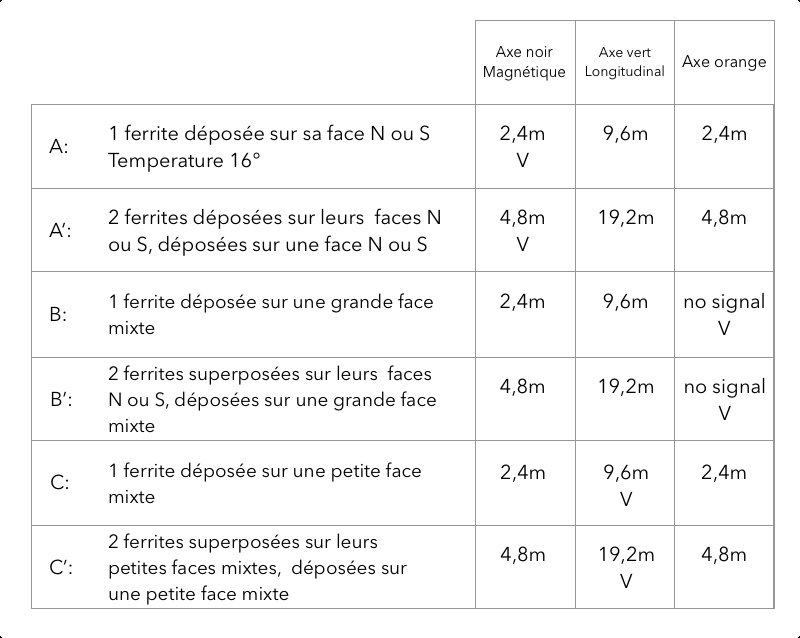 Axe noir
Magnétique
Axe vert
Longitudinal
Axe orange
A:
1 ferrite déposée sur sa face N ou S
Temperature 16°
2,4m
V
9,6m
2,4m
A’:
2 ferrites déposées sur leurs faces N
ou S, déposées sur une face N ou S
4,8m
V
19,2m
4,8m
B:
1 ferrite déposée sur une grande face
mixte
2,4m
9,6m
no signal
V
B’:
2 ferrites superposées sur leurs faces
N ou S, déposées sur une grande face
mixte
4,8m
19,2m
no signal
V
C:
1 ferrite déposée sur une petite face
mixte
2,4m
9,6m
V
2,4m
C’:
2 ferrites superposées sur leurs
petites faces mixtes, déposées sur
une petite face mixte
4,8m
19,2m
V
4,8m